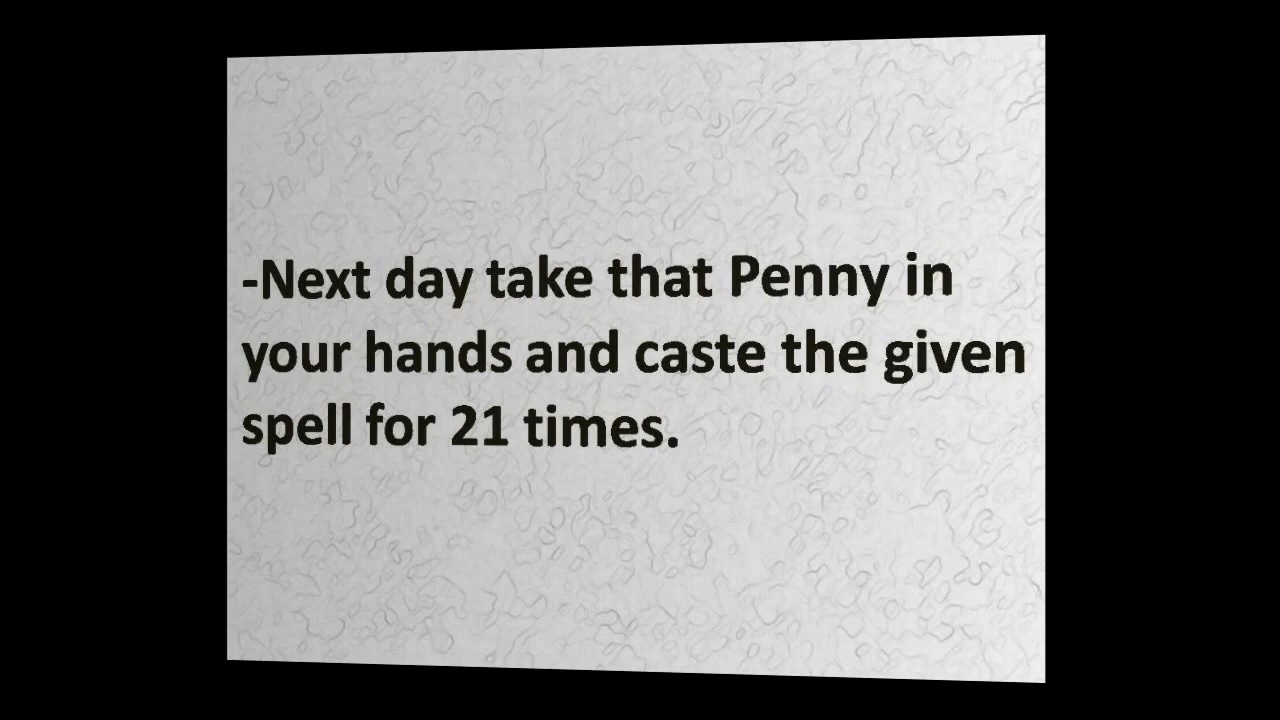 -Next day take that Penny in
your hands and caste the given
spell for 21 times.